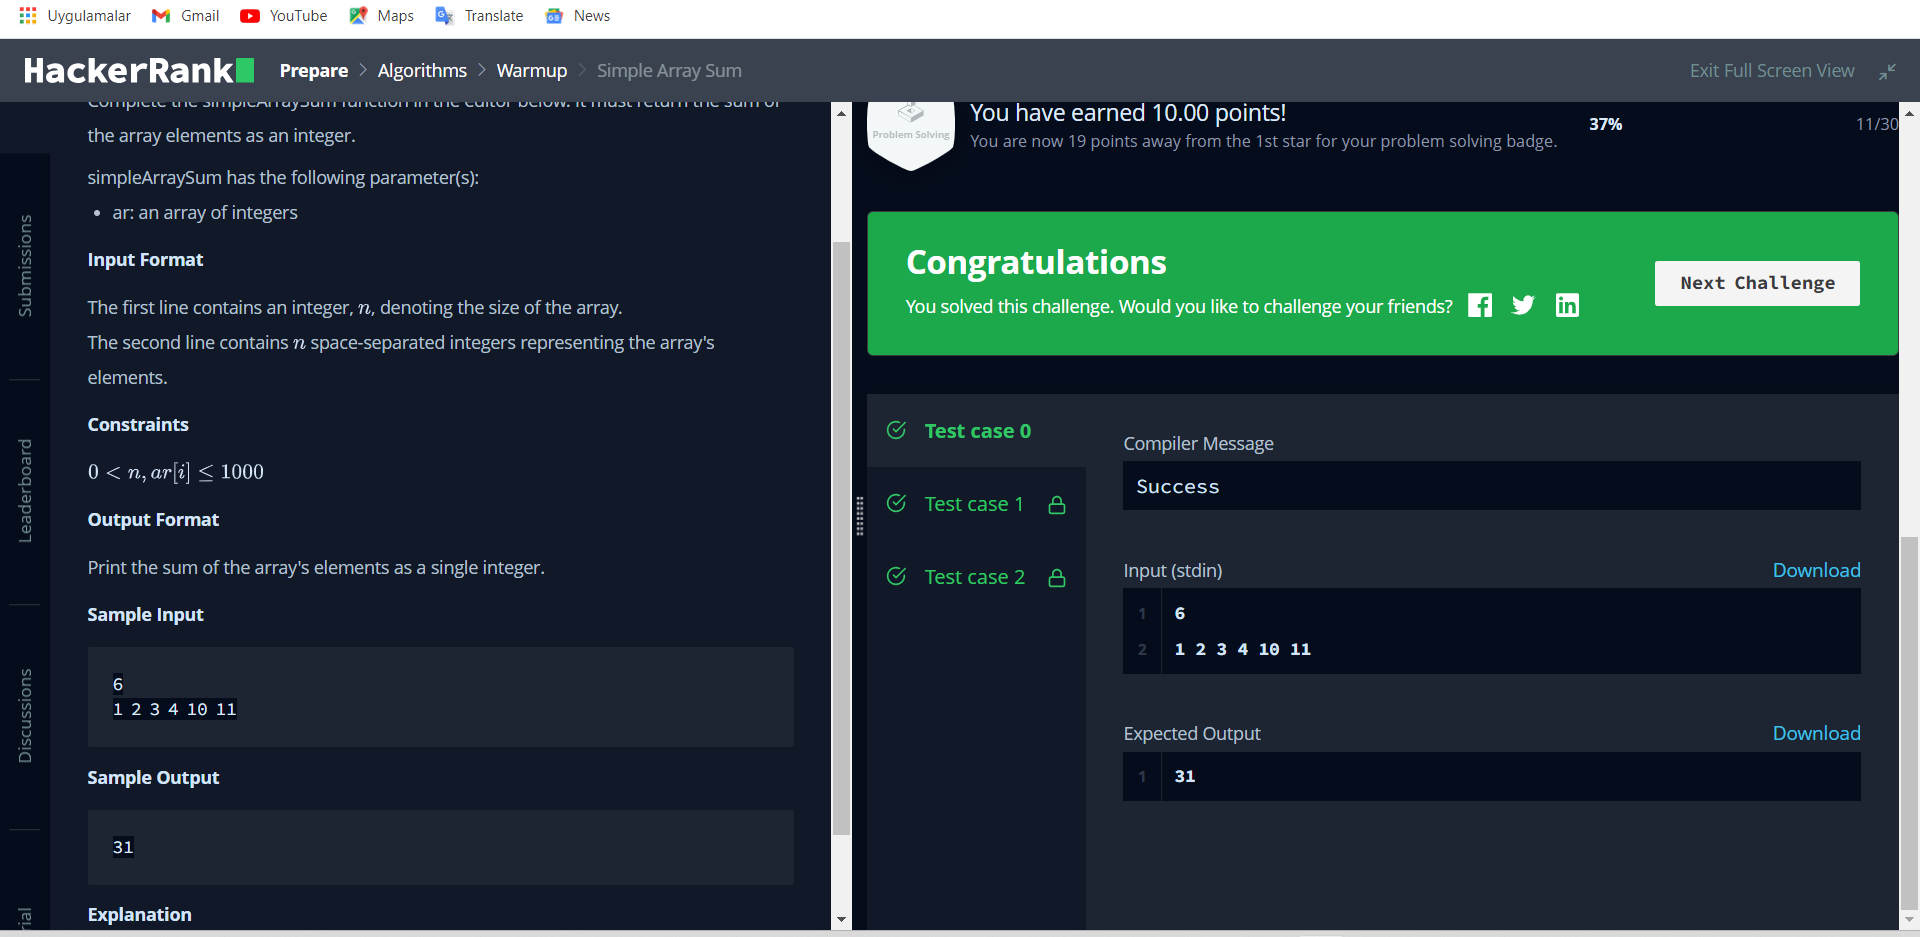 Uygulamalar Gmail YouTube Maps Translate News
HackerRank Prepare > Algorithms > Warmup > Simple Array Sum Exit Full Screen View
Submissions
Leaderboard
Discussions
Complete the simpleArraySum function in the editor below. It must return the sum of
the array elements as an integer.
simpleArraySum has the following parameter(s):
• ar: an array of integers
Input Format
The first line contains an integer, n, denoting the size of the array.
The second line contains n space-separated integers representing the array's
elements.
Constraints
0 < n, ar[i] ≤ 1000
Output Format
Print the sum of the array's elements as a single integer.
Sample Input
6
1 2 3 4 10 11
Sample Output
31
Explanation
Problem Solving
You have earned 10.00 points!
You are now 19 points away from the 1st star for your problem solving badge.
37% 11/30
Congratulations
You solved this challenge. Would you like to challenge your friends?
Next Challenge
Test case 0
Test case 1
Test case 2
Compiler Message
Success
Input (stdin) Download
1 6
2 1 2 3 4 10 11
Expected Output Download
1 31